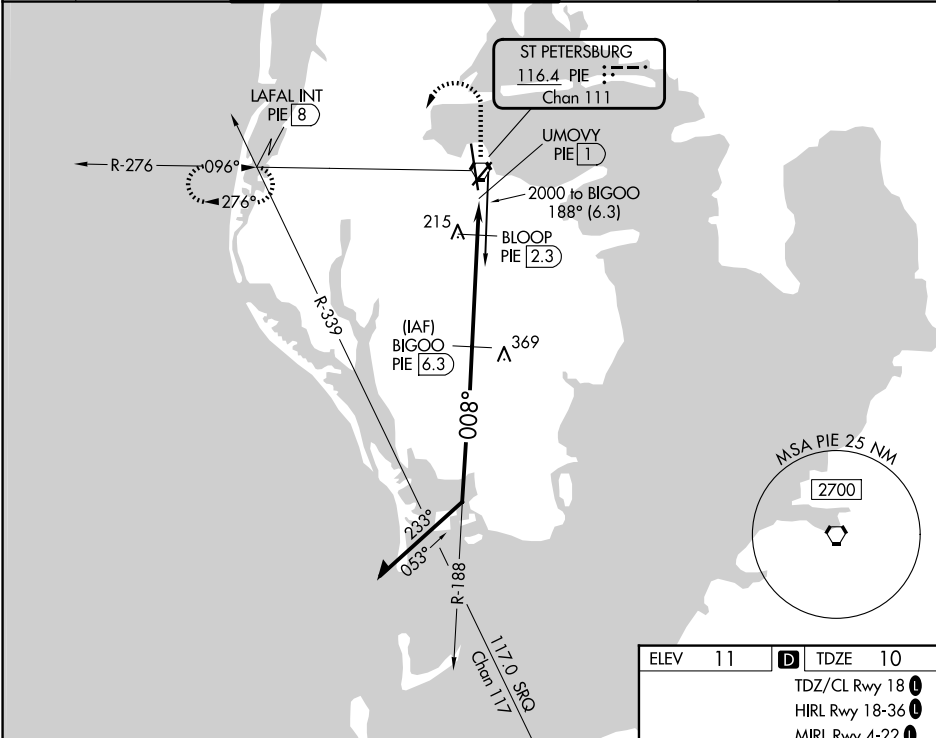 ST PETERSBURG
116.4 PIE
Chan 111
LAFAL INT
PIE 8
UMOVY
PIE 1
R-276
096°
276°
2000 to BIGOO
188° (6.3)
215
BLOOP
PIE 2.3
R-339
(IAF)
BIGOO
PIE 6.3
369
008°
MSA PIE 25 NM
2700
233°
053°
R-188
117.0 SRQ
Chan 117
ELEV 11 D TDZE 10
TDZ/CL Rwy 18 L
HIRL Rwy 18-36 L
MIRL Rwy 4-22 L